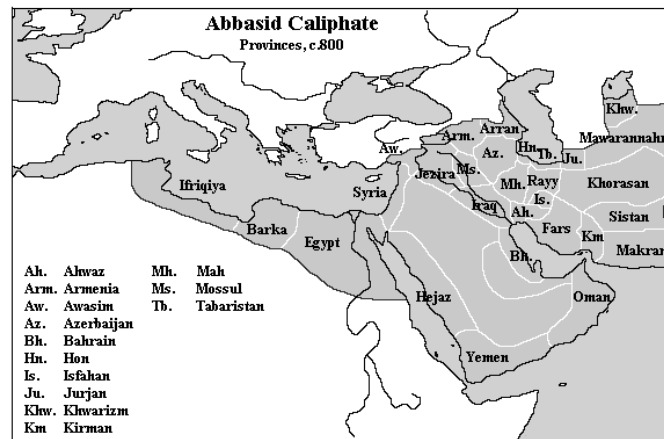 Abbasid Caliphate
Provinces, c.800
Khw.
Mawarannahr
Arm.
Arran
Aw.
Az.
Hn.
Tb.
Ju.
Jezira
Ms.
Mh.
Rayy
Khorasan
Ifriqiya
Syria
Iraq
Is.
Ah.
Fars
Sistan
Barka
Egypt
Km
Makran
Bh.
Hejaz
Oman
Yemen
Ah. Ahwaz
Arm. Armenia
Aw. Awasim
Az. Azerbaijan
Bh. Bahrain
Hn. Hon
Is. Isfahan
Ju. Jurjan
Khw. Khwarizm
Km Kirman
Mh. Mah
Ms. Mossul
Tb. Tabaristan